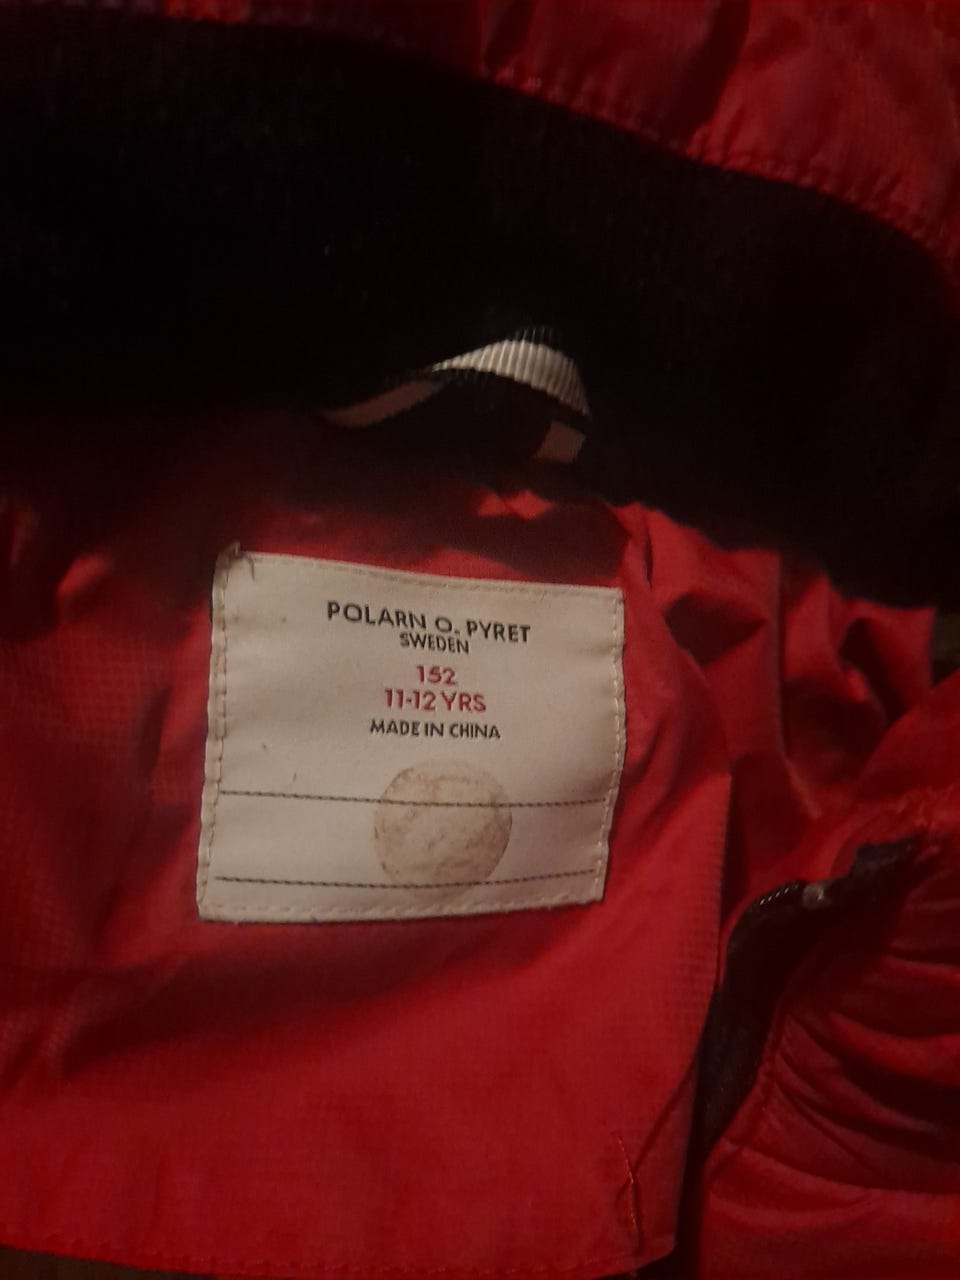 POLARN O. PYRET
SWEDEN
152
11-12 YRS
MADE IN CHINA